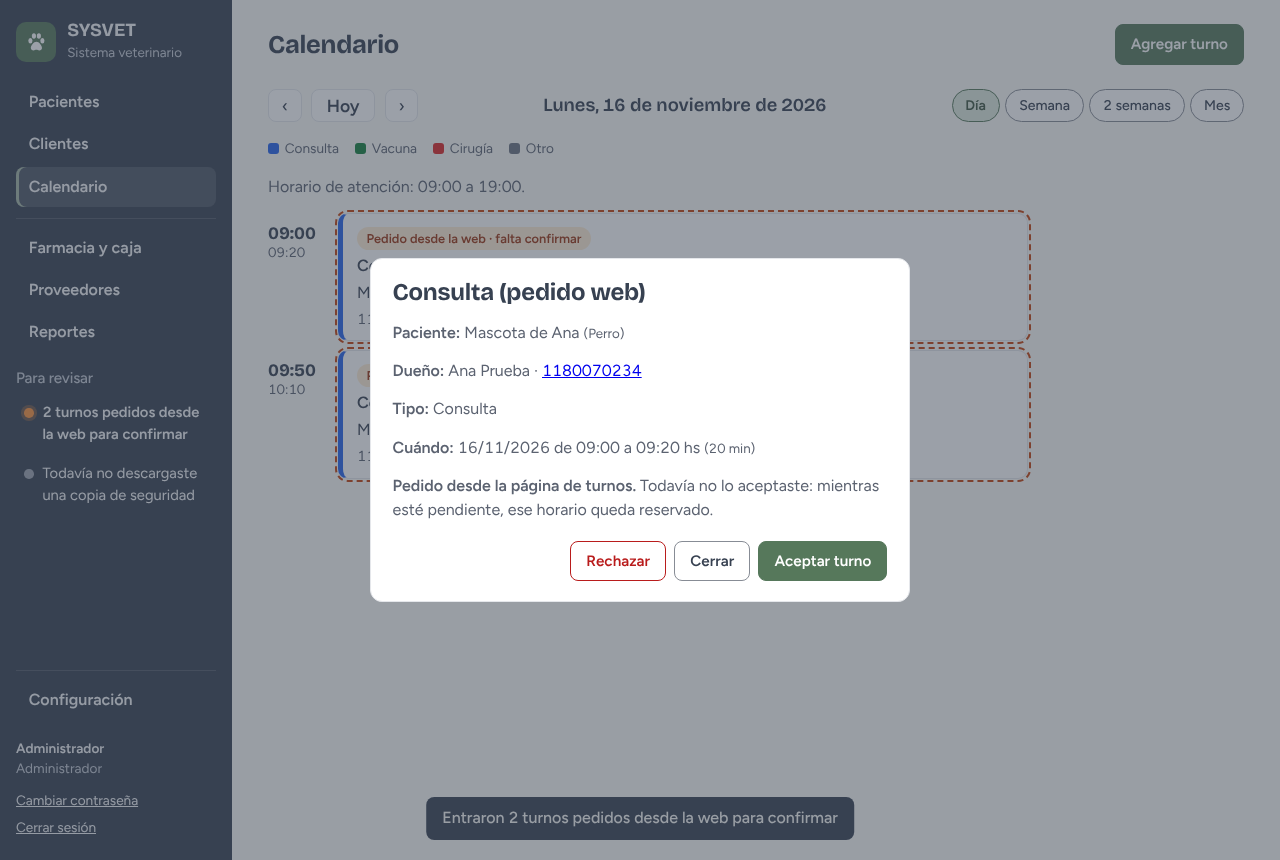 SYSVET
Sistema veterinario
Pacientes
Clientes
Calendario
Farmacia y caja
Proveedores
Reportes
Para revisar
2 turnos pedidos desde
la web para confirmar
Todavía no descargaste
una copia de seguridad
Configuración
Administrador
Administrador
Cambiar contraseña
Cerrar sesión
Calendario
Agregar turno
‹ Hoy ›
Lunes, 16 de noviembre de 2026
Día Semana 2 semanas Mes
Consulta Vacuna Cirugía Otro
Horario de atención: 09:00 a 19:00.
09:00
09:20
Pedido desde la web · falta confirmar
09:50
10:10
Consulta (pedido web)
Paciente: Mascota de Ana (Perro)
Dueño: Ana Prueba · 1180070234
Tipo: Consulta
Cuándo: 16/11/2026 de 09:00 a 09:20 hs (20 min)
Pedido desde la página de turnos. Todavía no lo aceptaste: mientras
esté pendiente, ese horario queda reservado.
Rechazar Cerrar Aceptar turno
Entraron 2 turnos pedidos desde la web para confirmar